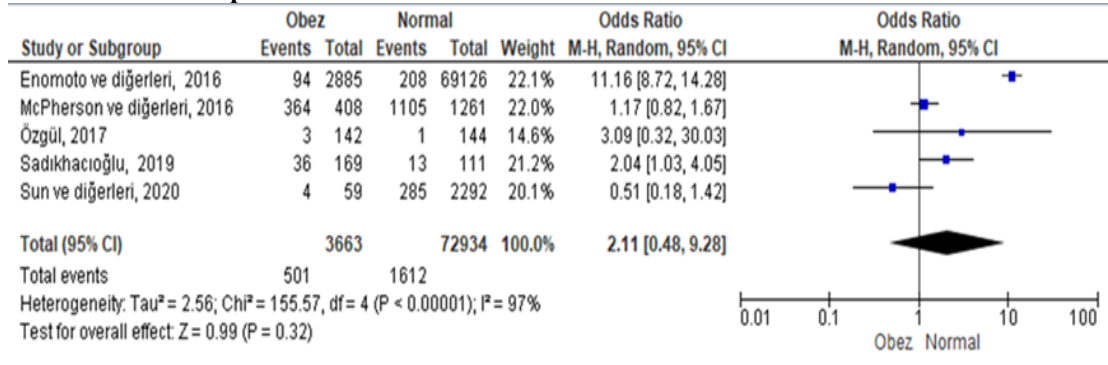 Obez Normal Odds Ratio Odds Ratio
Study or Subgroup Events Total Events Total Weight M-H, Random, 95% CI M-H, Random, 95% CI
Enomoto ve diğerleri, 2016 94 2885 208 69126 22.1% 11.16 [8.72, 14.28]
McPherson ve diğerleri, 2016 364 408 1105 1261 22.0% 1.17 [0.82, 1.67]
Özgül, 2017 3 142 1 144 14.6% 3.09 [0.32, 30.03]
Sadıkhacıoğlu, 2019 36 169 13 111 21.2% 2.04 [1.03, 4.05]
Sun ve diğerleri, 2020 4 59 285 2292 20.1% 0.51 [0.18, 1.42]
Total (95% CI) 3663 72934 100.0% 2.11 [0.48, 9.28]
Total events 501 1612
Heterogeneity: Tau² = 2.56; Chi² = 155.57, df = 4 (P < 0.00001); I² = 97%
Test for overall effect: Z = 0.99 (P = 0.32)
0.01 0.1 1 10 100
Obez Normal